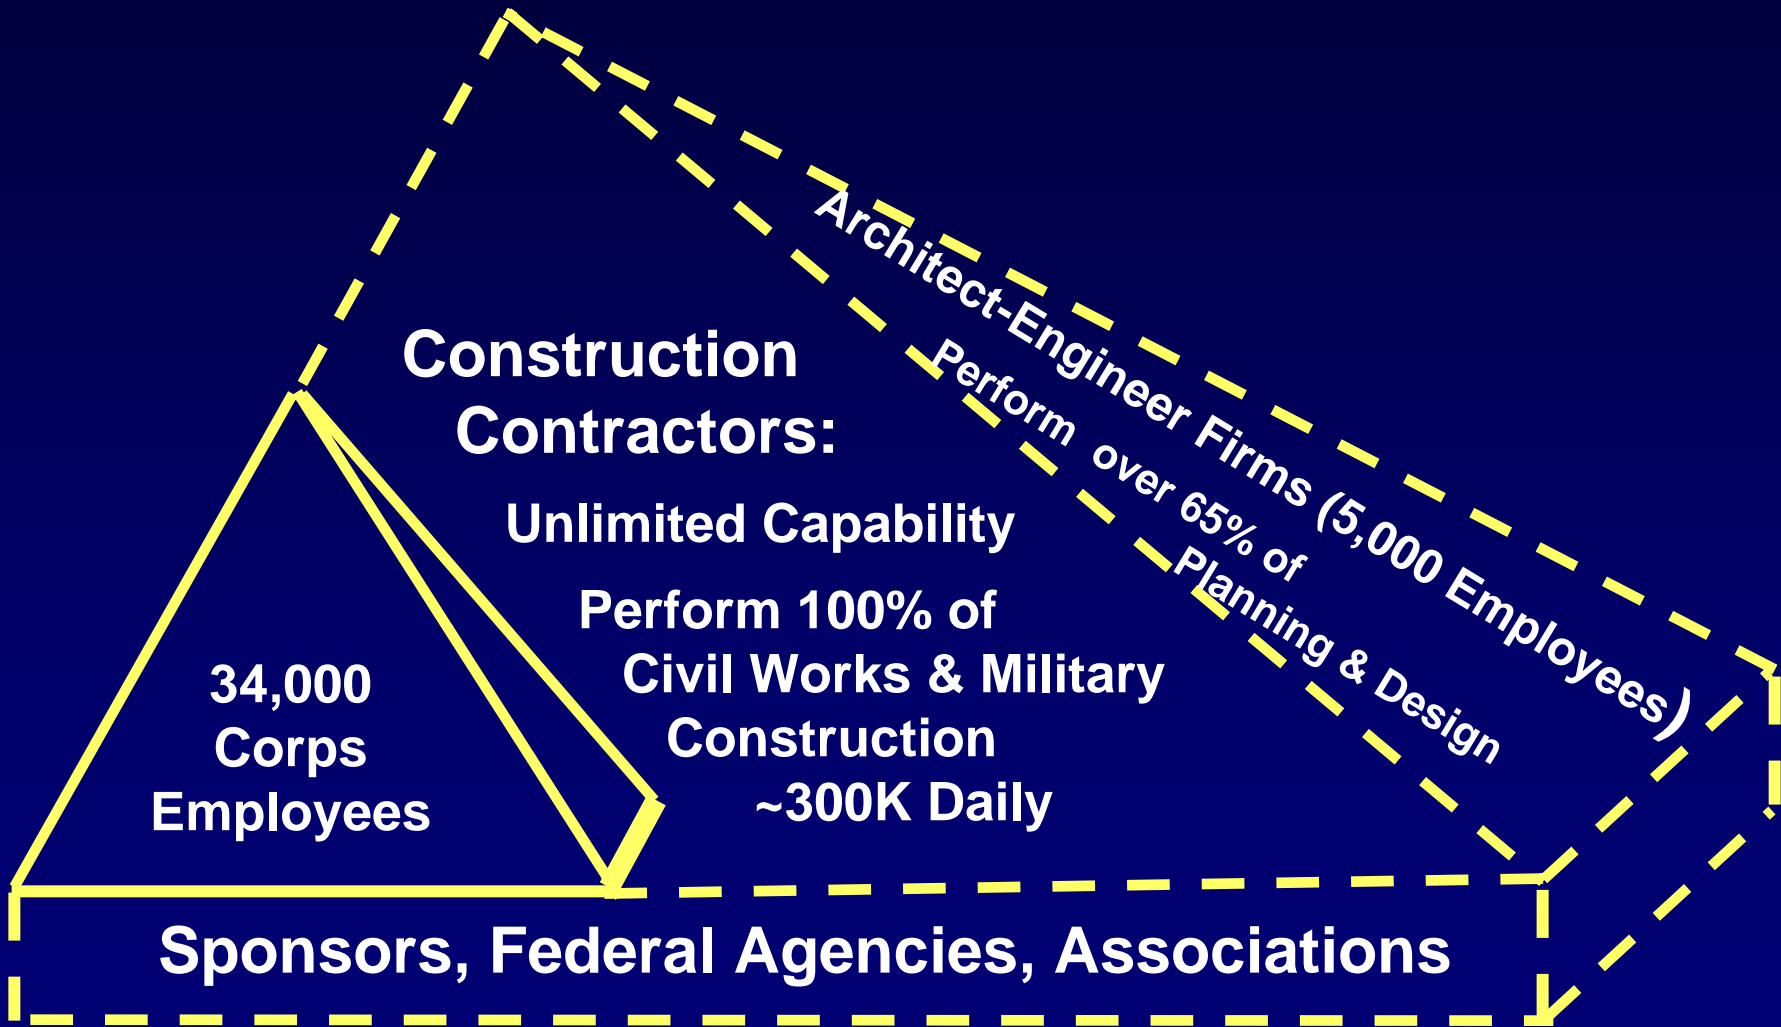 Construction
Contractors:
Unlimited Capability
Perform 100% of
Civil Works & Military
Construction
~300K Daily
Architect-Engineer Firms (5,000 Employees)
Perform over 65% of
Planning & Design
34,000
Corps
Employees
Sponsors, Federal Agencies, Associations